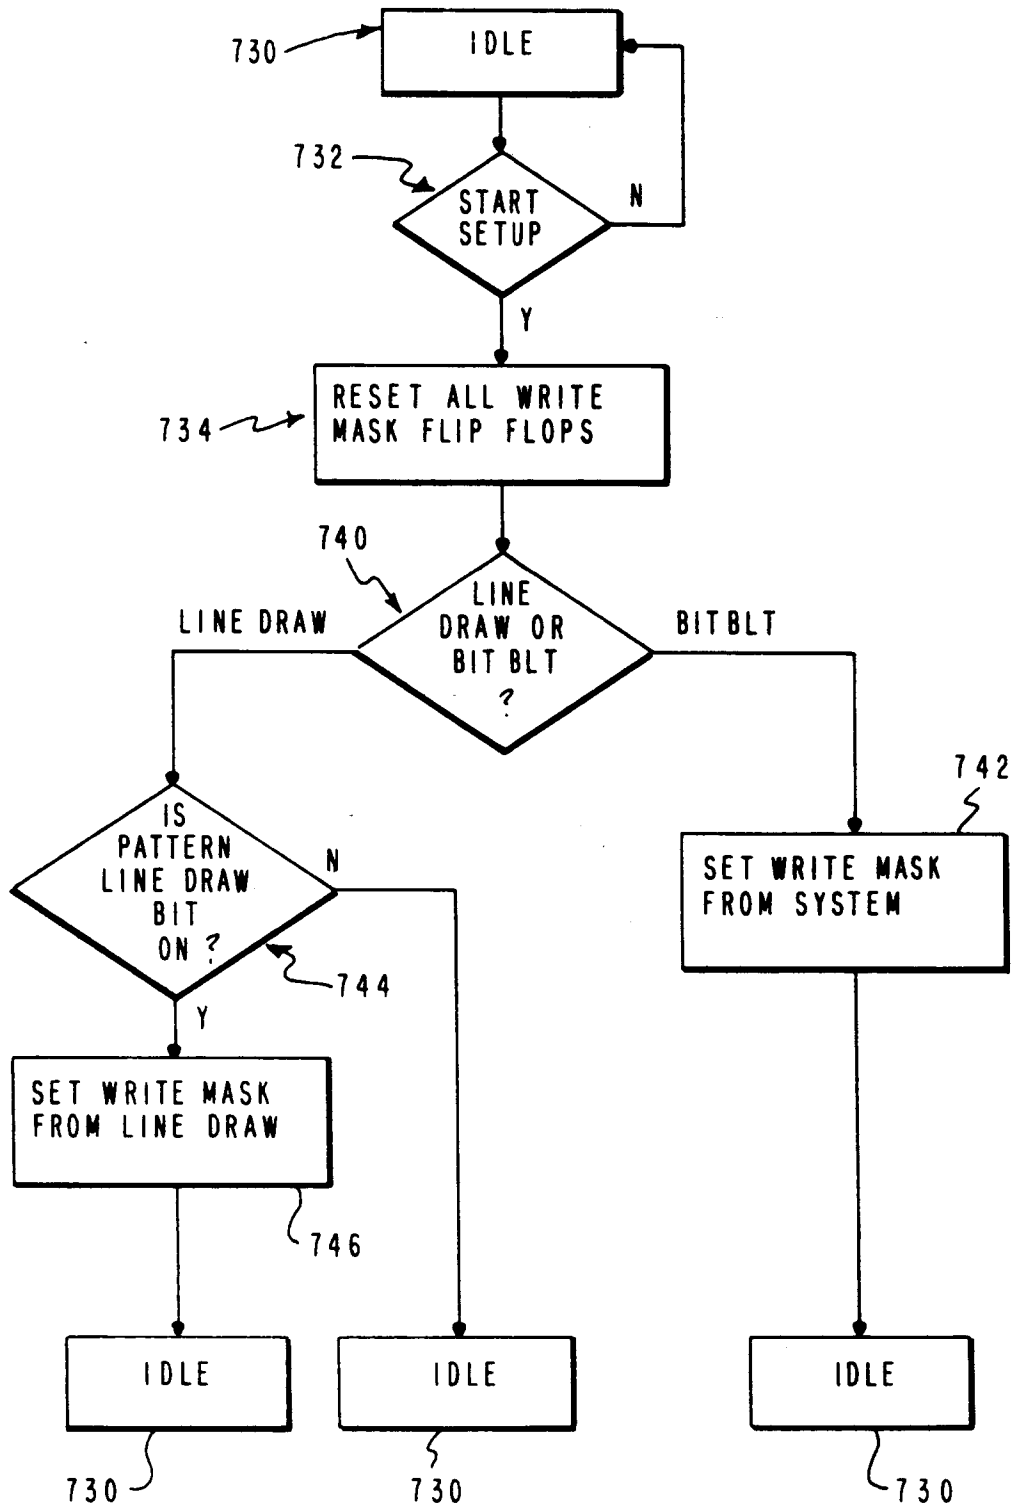 730
IDLE
732
START
SETUP
N
Y
734
RESET ALL WRITE
MASK FLIP FLOPS
740
LINE DRAW
LINE
DRAW OR
BIT BLT
?
BITBLT
742
IS
PATTERN
LINE DRAW
BIT
ON ?
N
744
Y
SET WRITE MASK
FROM SYSTEM
SET WRITE MASK
FROM LINE DRAW
746
IDLE
IDLE
IDLE
730
730
730